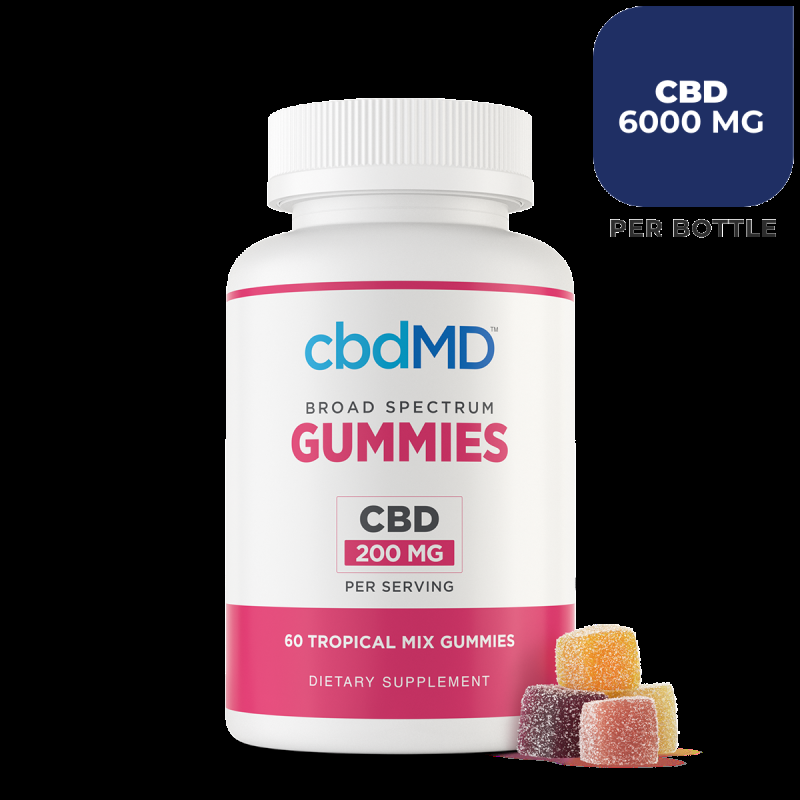 CBD
6000 MG
PER BOTTLE
cbdMD™
BROAD SPECTRUM
GUMMIES
CBD
200 MG
PER SERVING
60 TROPICAL MIX GUMMIES
DIETARY SUPPLEMENT